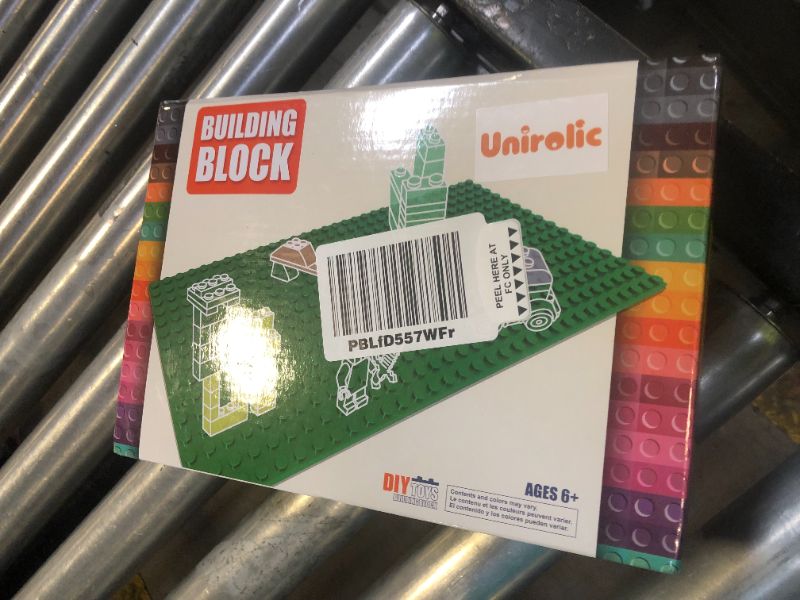 BUILDING
BLOCK
Unirolic
PEEL HERE AT
FC ONLY
PBLfD557WFr
DIY TOYS
AGES 6+
Contents and colors may vary.
Le contenu et les couleurs peuvent varier.
El contenido y los colores pueden variar.